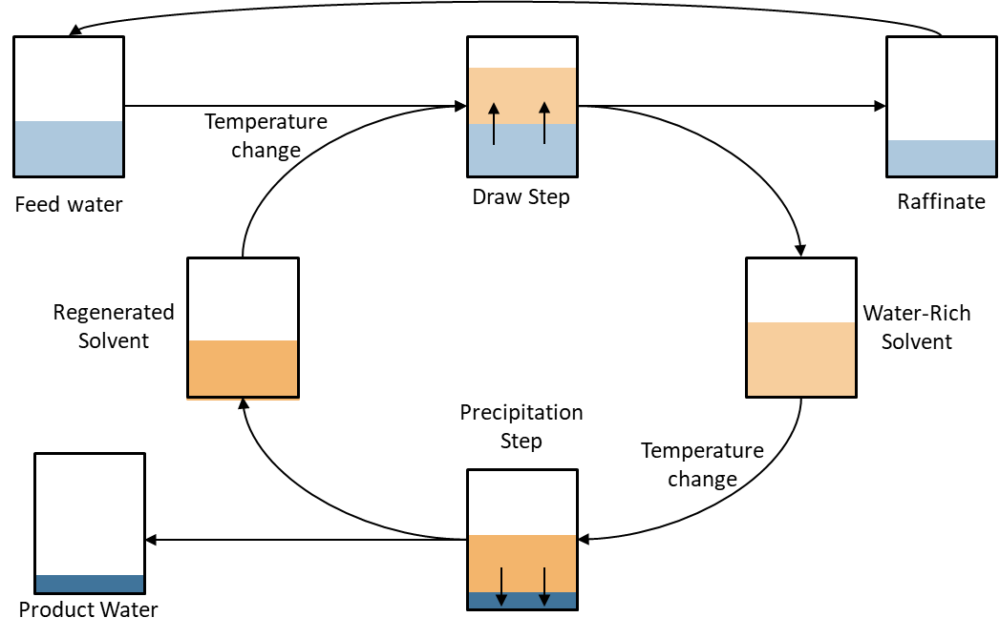 Temperature
change
Feed water
Draw Step
Raffinate
Regenerated
Solvent
Water-Rich
Solvent
Precipitation
Step
Temperature
change
Product Water